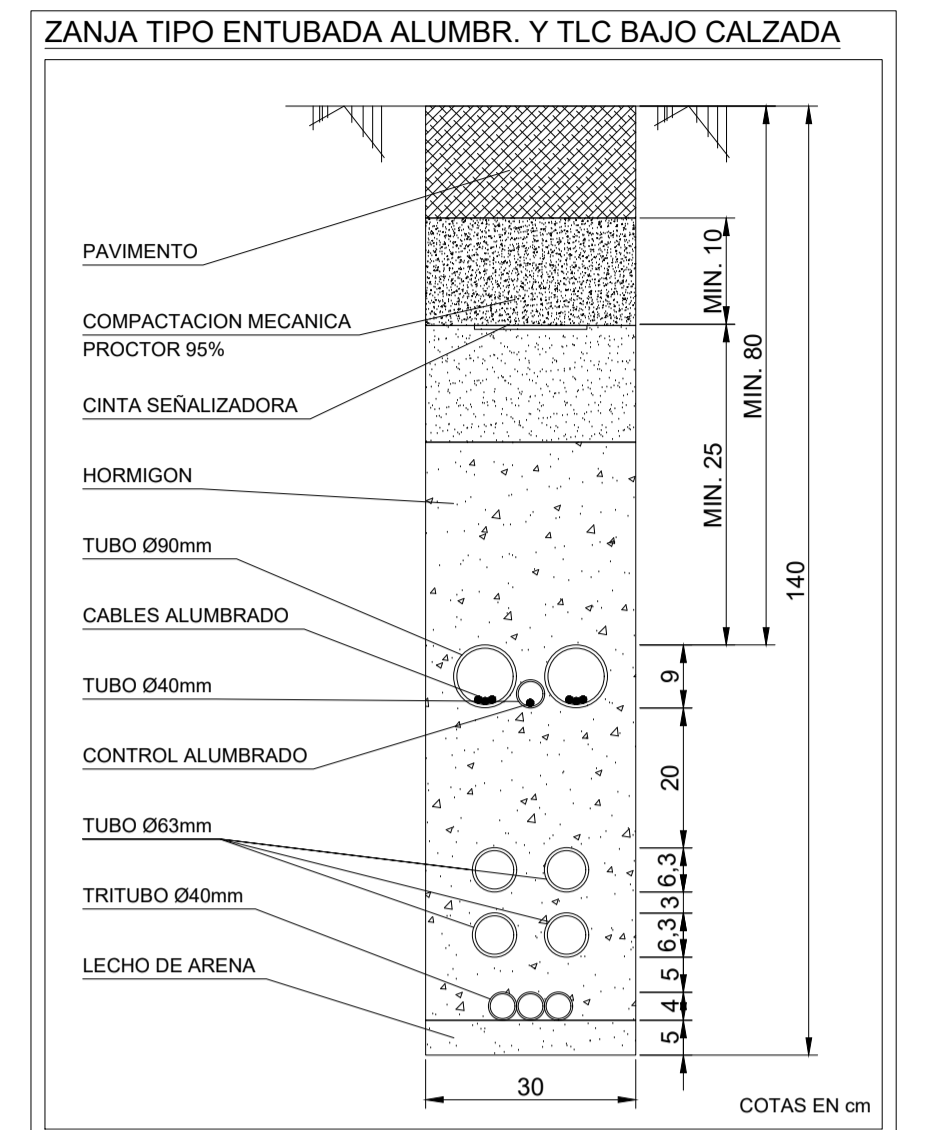 ZANJA TIPO ENTUBADA ALUMBR. Y TLC BAJO CALZADA
PAVIMENTO
COMPACTACION MECANICA
PROCTOR 95%
CINTA SEÑALIZADORA
HORMIGON
TUBO Ø90mm
CABLES ALUMBRADO
TUBO Ø40mm
CONTROL ALUMBRADO
TUBO Ø63mm
TRITUBO Ø40mm
LECHO DE ARENA
MIN. 10
MIN. 25
MIN. 80
140
9
20
6,3
3
6,3
5
4
5
30
COTAS EN cm